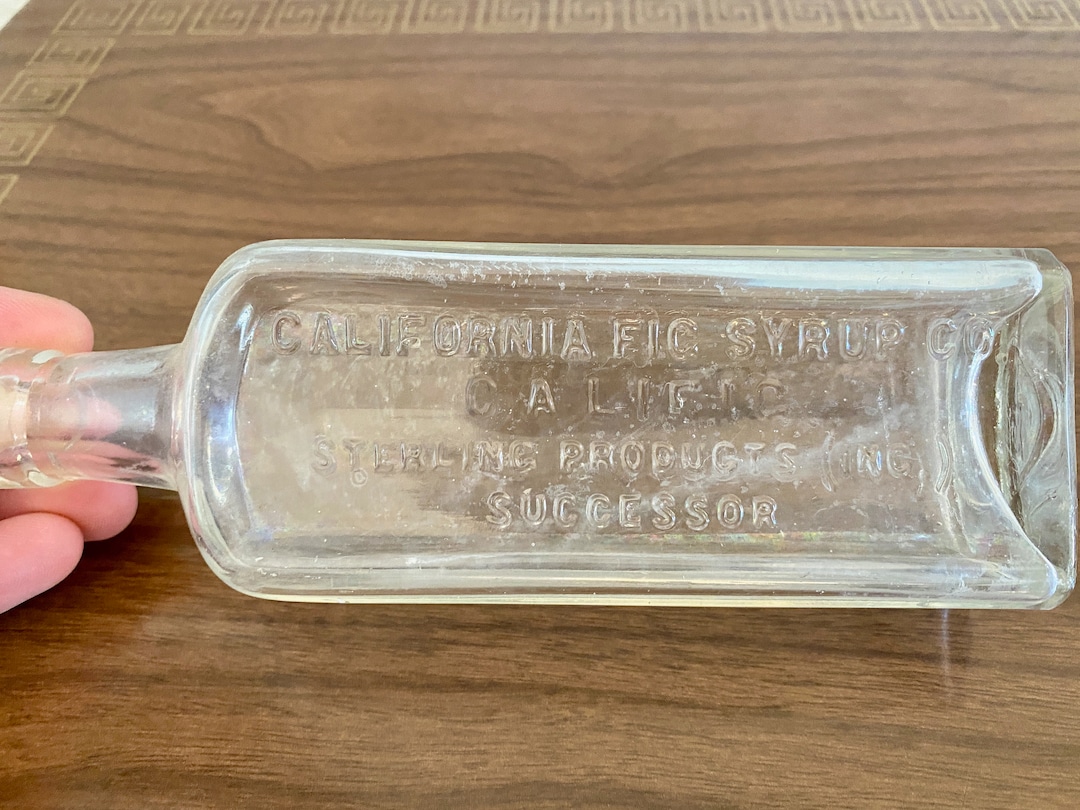 CALIFORNIA FIG SYRUP CO
CALIFIG
STERLING PRODUCTS (INC)
SUCCESSOR